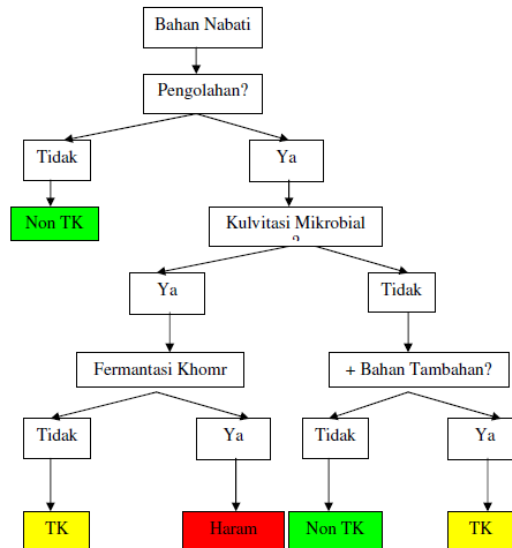 Bahan Nabati
Pengolahan?
Tidak
Ya
Non TK
Kulvitasi Mikrobial
?
Ya
Tidak
Fermantasi Khomr
+ Bahan Tambahan?
Tidak
Ya
Tidak
Ya
TK
Haram
Non TK
TK